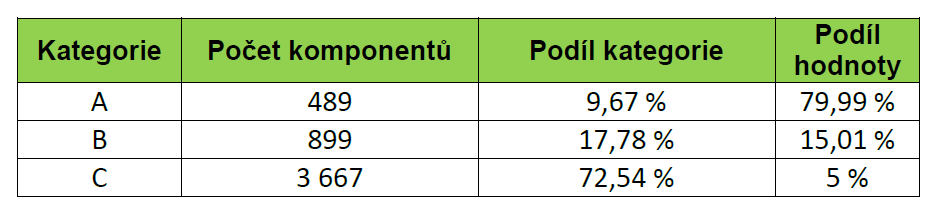 Kategorie Počet komponentů Podíl kategorie Podíl hodnoty
A 489 9,67 % 79,99 %
B 899 17,78 % 15,01 %
C 3 667 72,54 % 5 %